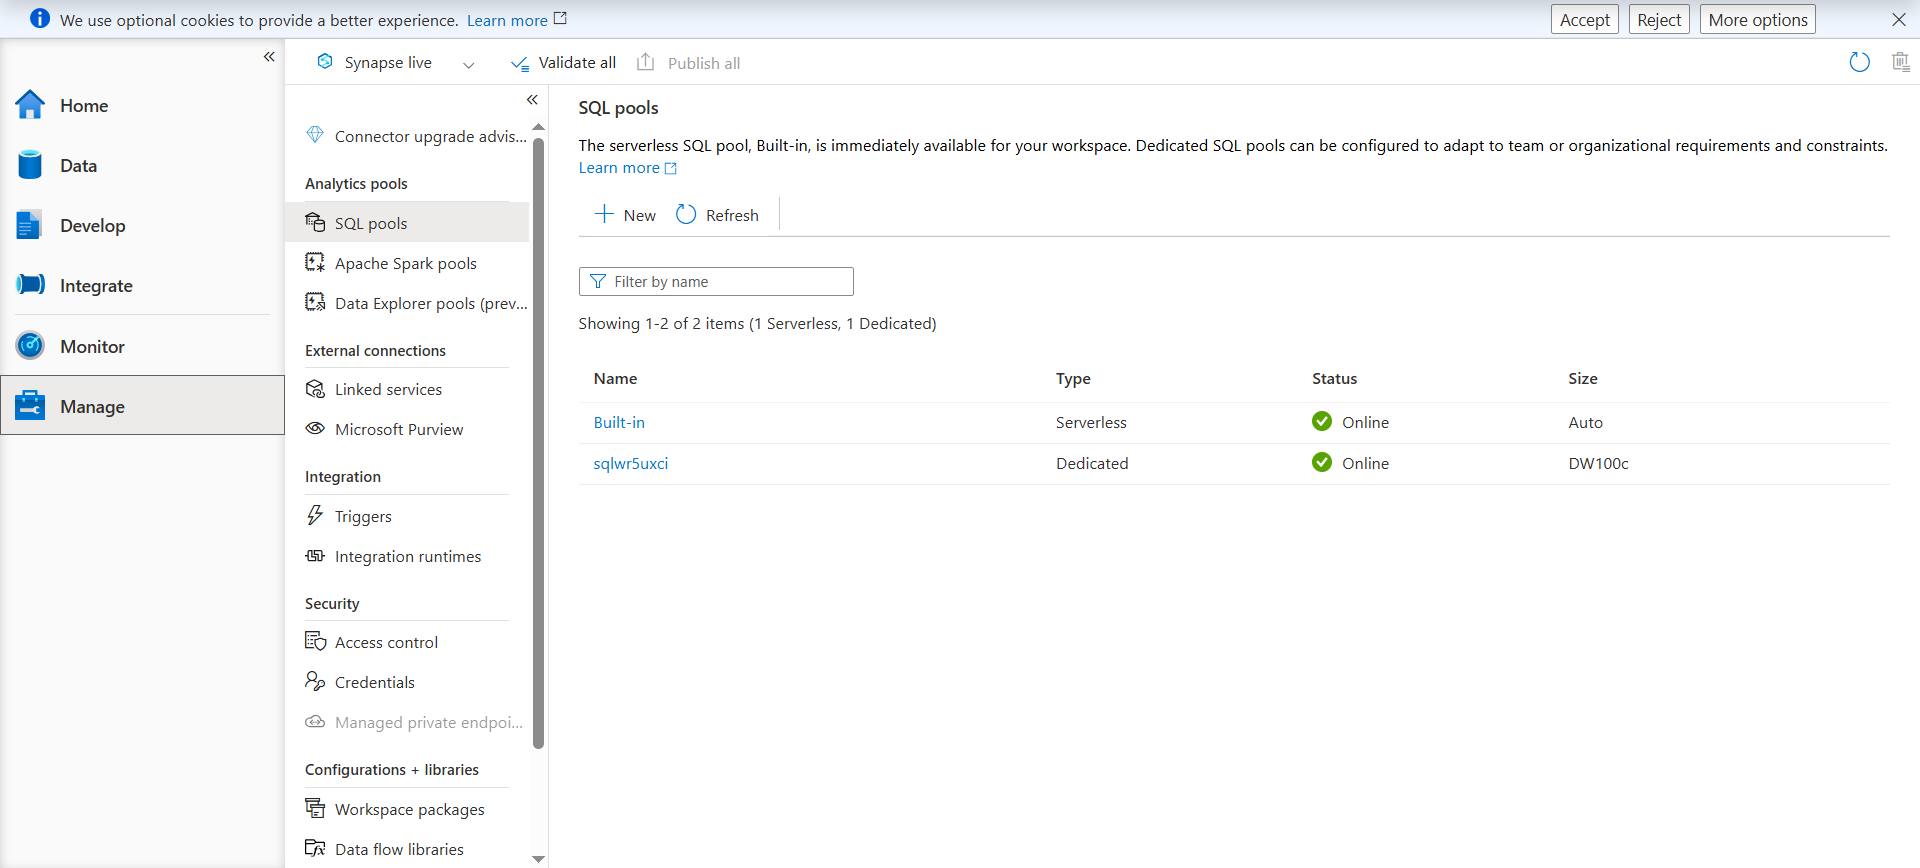 We use optional cookies to provide a better experience. Learn more
Accept
Reject
More options
Synapse live
Validate all
Publish all
Home
Data
Develop
Integrate
Monitor
Manage
Connector upgrade advis...
Analytics pools
SQL pools
Apache Spark pools
Data Explorer pools (prev...
External connections
Linked services
Microsoft Purview
Integration
Triggers
Integration runtimes
Security
Access control
Credentials
Managed private endpoi...
Configurations + libraries
Workspace packages
Data flow libraries
SQL pools
The serverless SQL pool, Built-in, is immediately available for your workspace. Dedicated SQL pools can be configured to adapt to team or organizational requirements and constraints.
Learn more
New
Refresh
Filter by name
Showing 1-2 of 2 items (1 Serverless, 1 Dedicated)
Name Type Status Size
Built-in Serverless Online Auto
sqlwr5uxci Dedicated Online DW100c